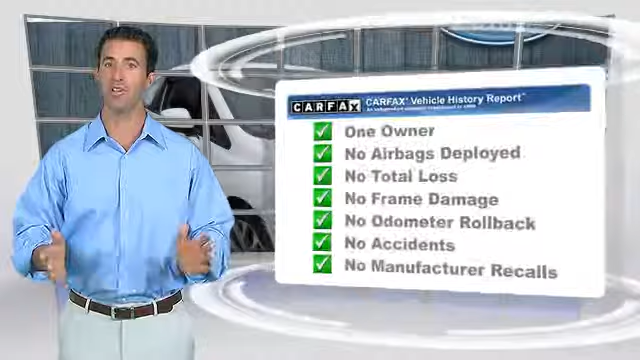 CARFAX CARFAX Vehicle History Report™
One Owner
No Airbags Deployed
No Total Loss
No Frame Damage
No Odometer Rollback
No Accidents
No Manufacturer Recalls